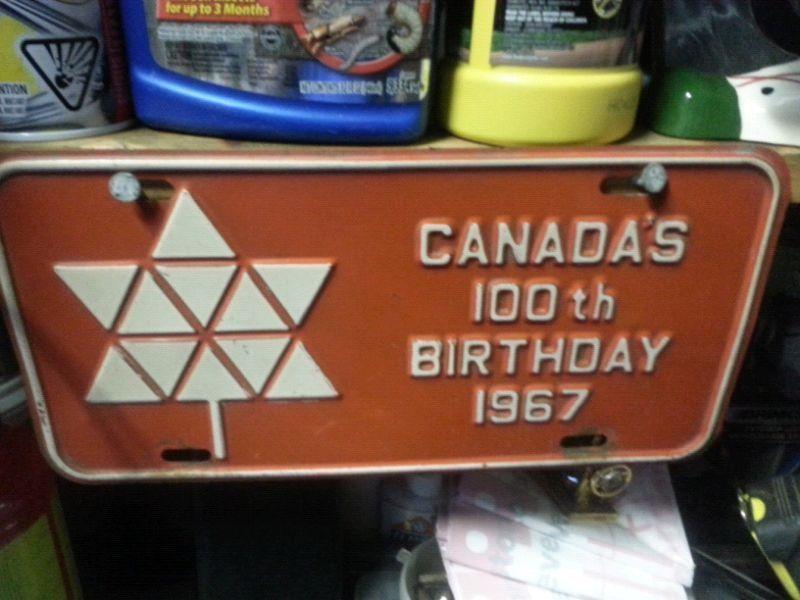 for up to 3 Months
CANADA'S
100th
BIRTHDAY
1967